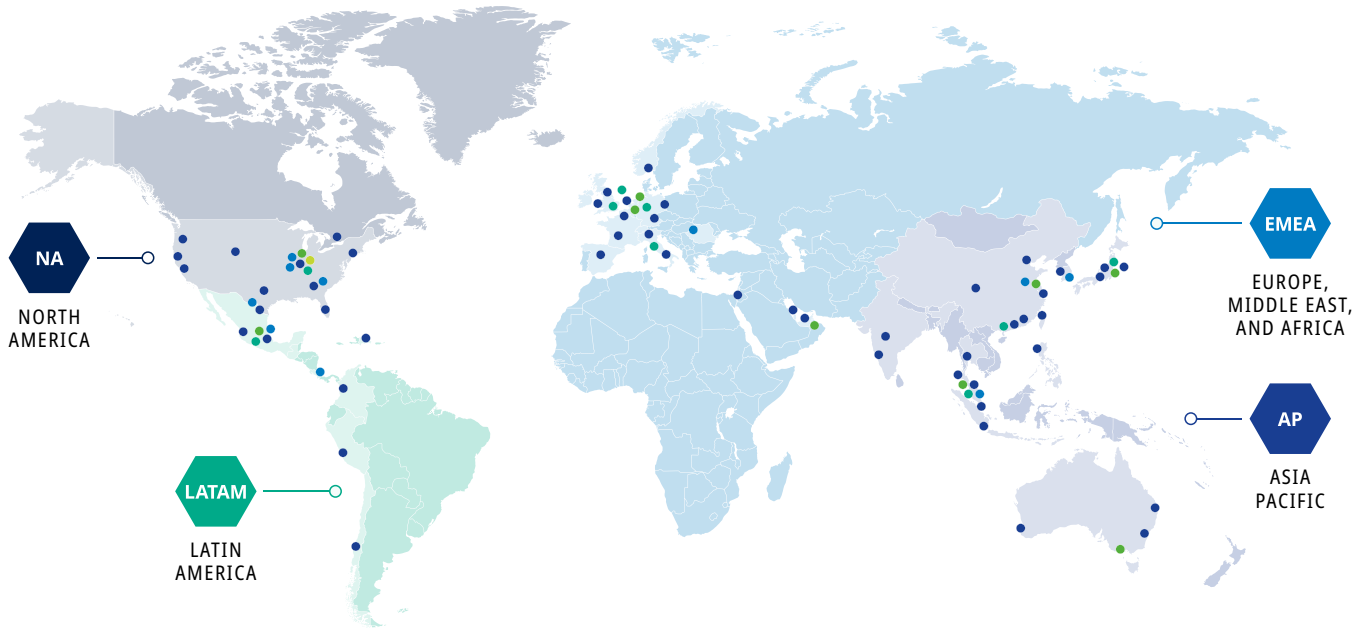 NA
NORTH
AMERICA
LATAM
LATIN
AMERICA
EMEA
EUROPE,
MIDDLE EAST,
AND AFRICA
AP
ASIA
PACIFIC